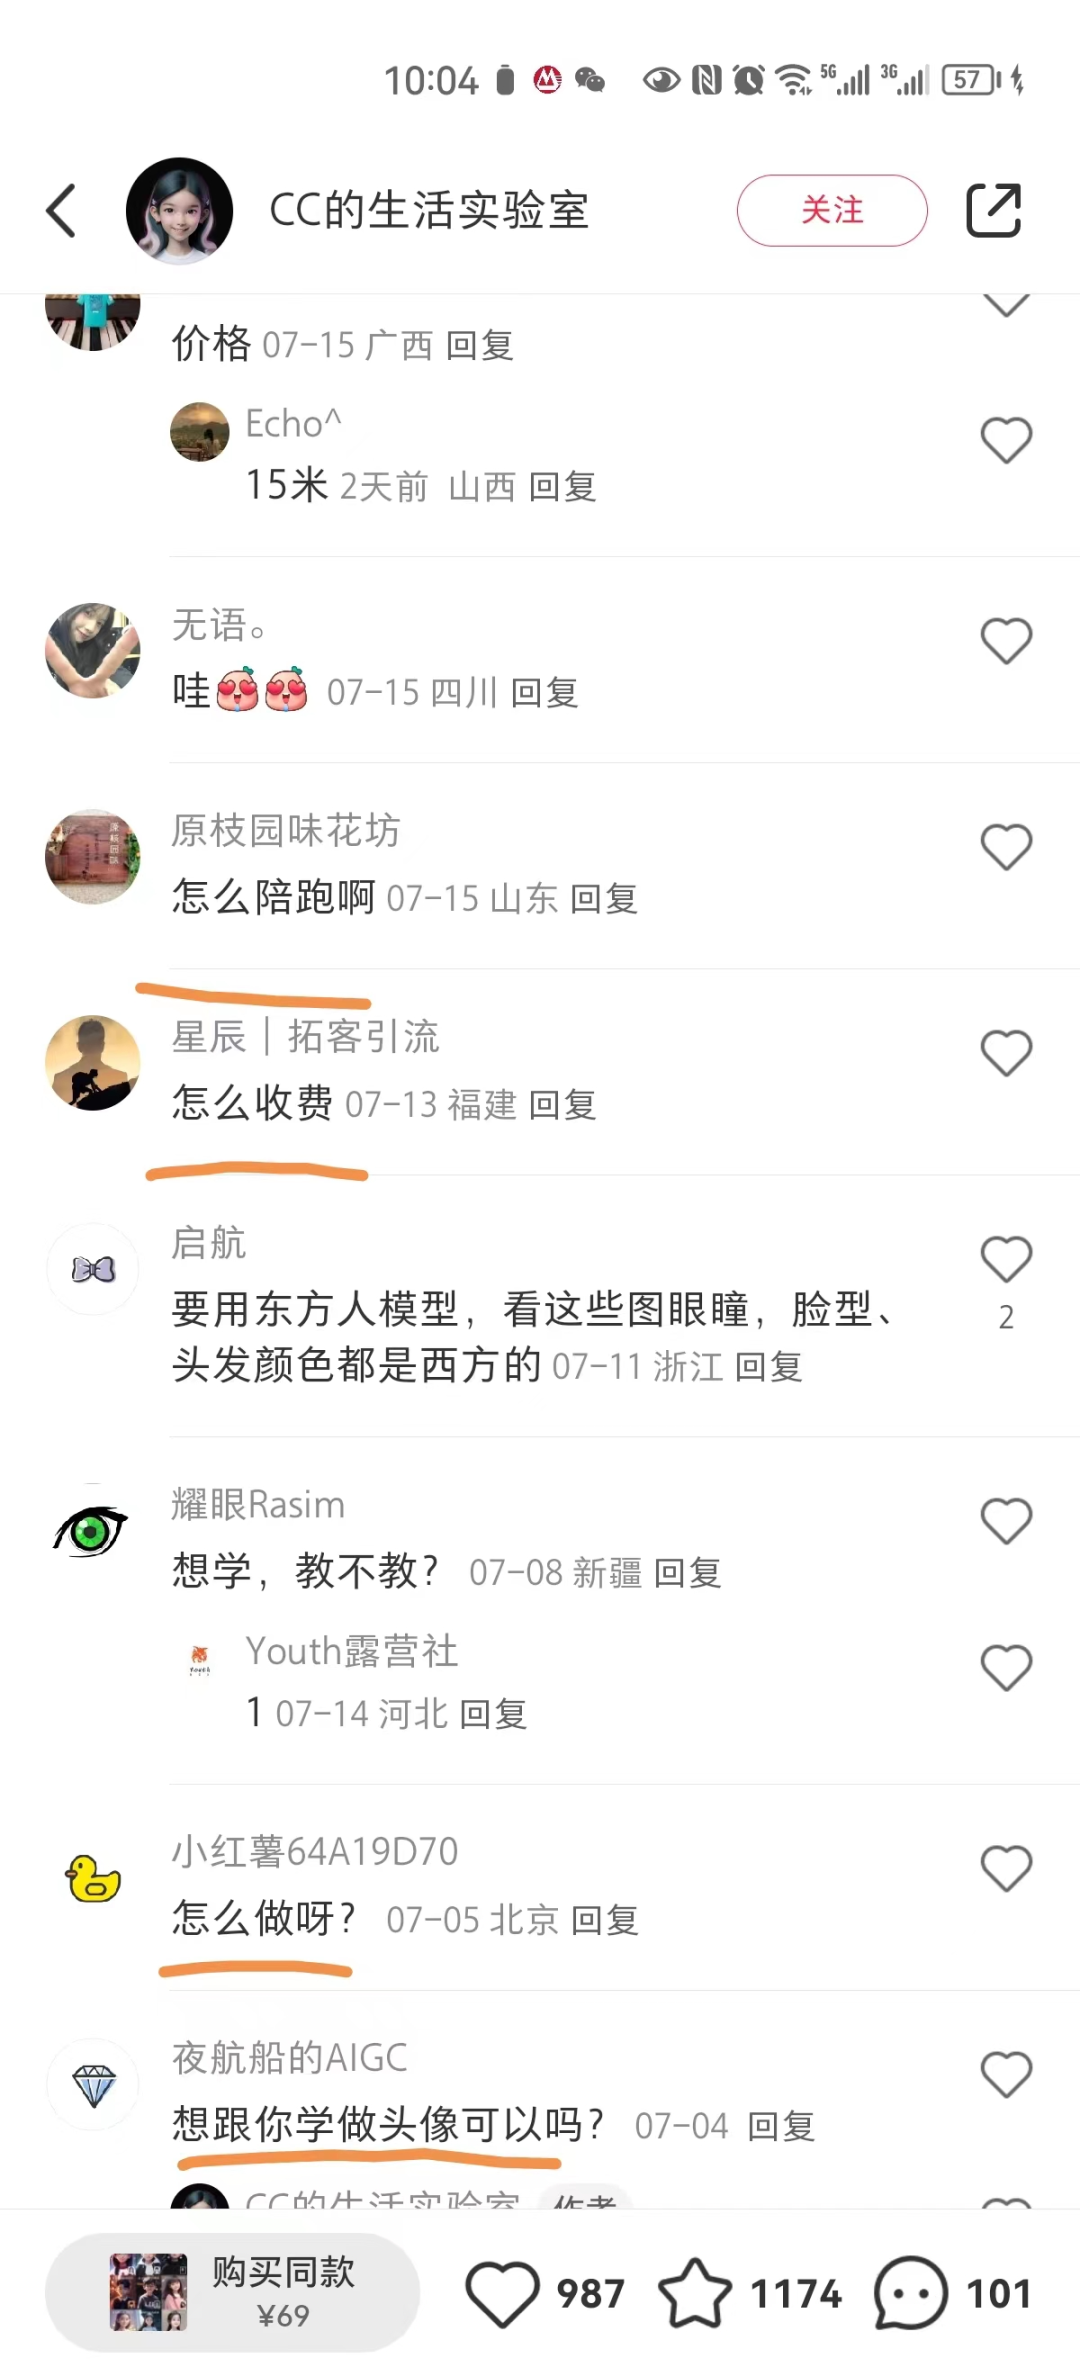 10:04 5G 3G 57
CC的生活实验室 关注
价格 07-15 广西 回复
Echo^
15米 2天前 山西 回复
无语。
哇 07-15 四川 回复
原枝园味花坊
怎么陪跑啊 07-15 山东 回复
星辰｜拓客引流
怎么收费 07-13 福建 回复
启航
要用东方人模型，看这些图眼瞳，脸型、
2
头发颜色都是西方的 07-11 浙江 回复
耀眼Rasim
想学，教不教？ 07-08 新疆 回复
Youth露营社
1 07-14 河北 回复
小红薯64A19D70
怎么做呀？ 07-05 北京 回复
夜航船的AIGC
想跟你学做头像可以吗？ 07-04 回复
CC的生活实验室 作者
购买同款
¥69
987 1174 101